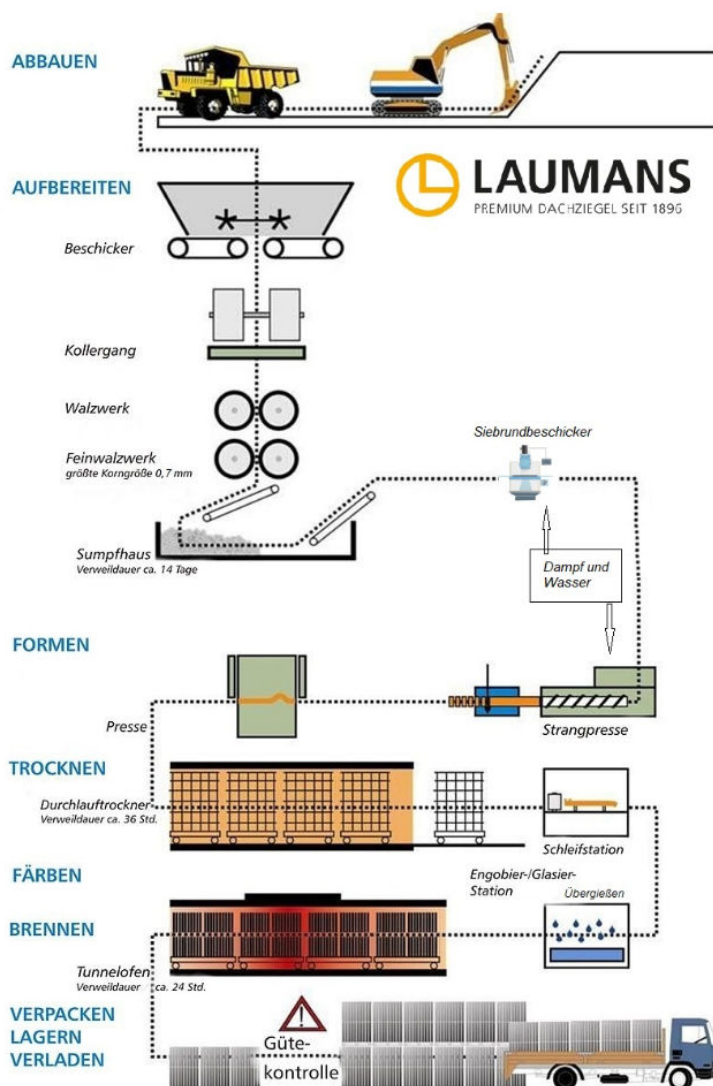 ABBAUEN
LAUMANS
PREMIUM DACHZIEGEL SEIT 1896
AUFBEREITEN
Beschicker
Kollergang
Walzwerk
Feinwalzwerk
größte Korngröße 0,7 mm
Siebrundbeschicker
Sumpfhaus
Verweildauer ca. 14 Tage
Dampf und
Wasser
FORMEN
Presse
Strangpresse
TROCKNEN
Durchlauftrockner
Verweildauer ca. 36 Std.
Schleifstation
FÄRBEN
Engobier-/Glasier-
Station
Übergießen
BRENNEN
Tunnelofen
Verweildauer ca. 24 Std.
VERPACKEN
LAGERN
VERLADEN
Güte-
kontrolle